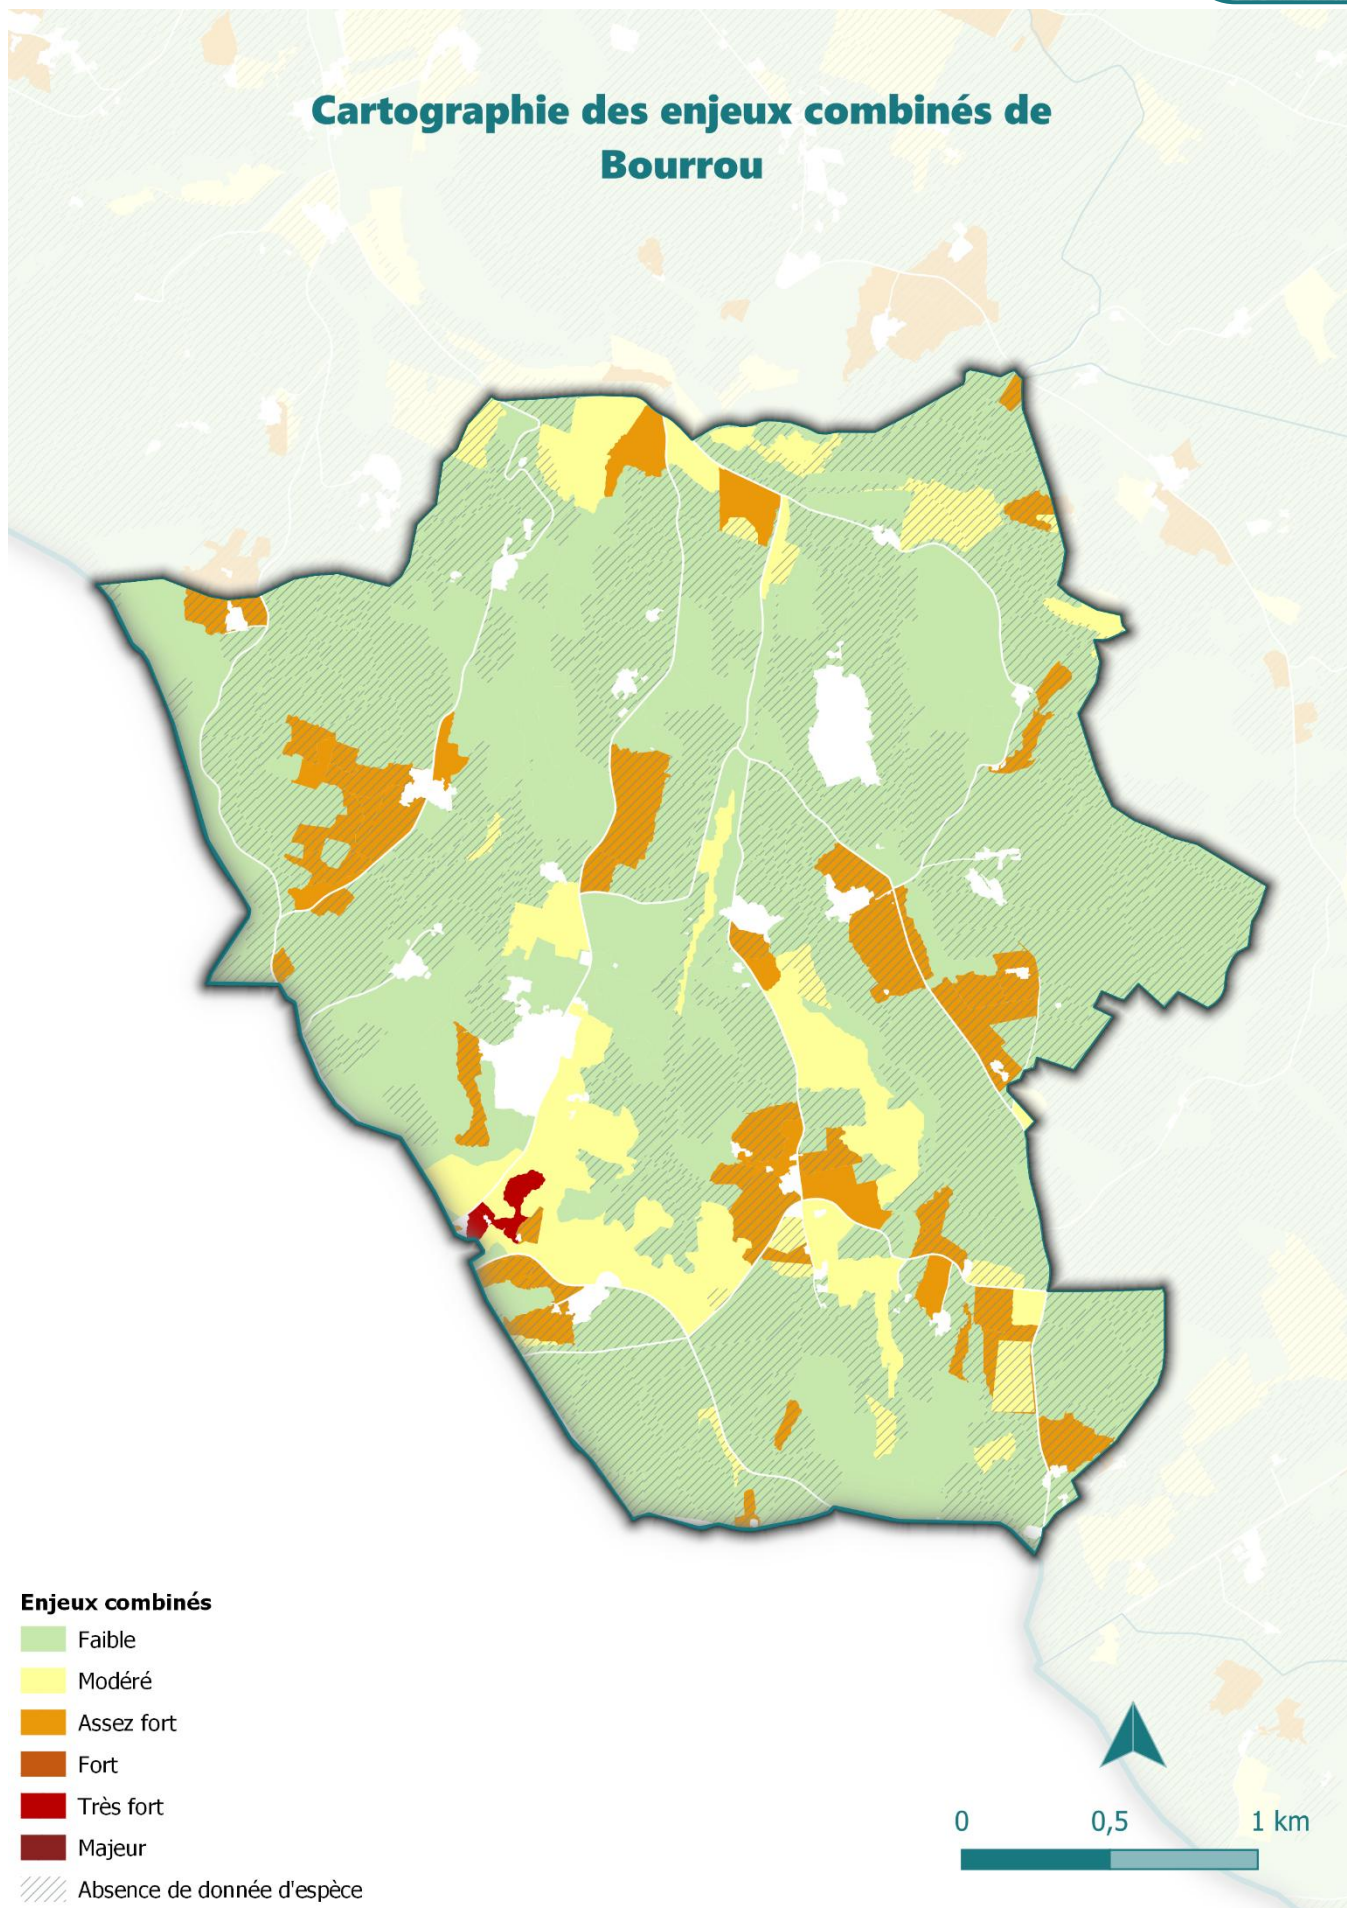 Cartographie des enjeux combinés de
Bourrou
Enjeux combinés
Faible
Modéré
Assez fort
Fort
Très fort
Majeur
Absence de donnée d'espèce
0 0,5 1 km